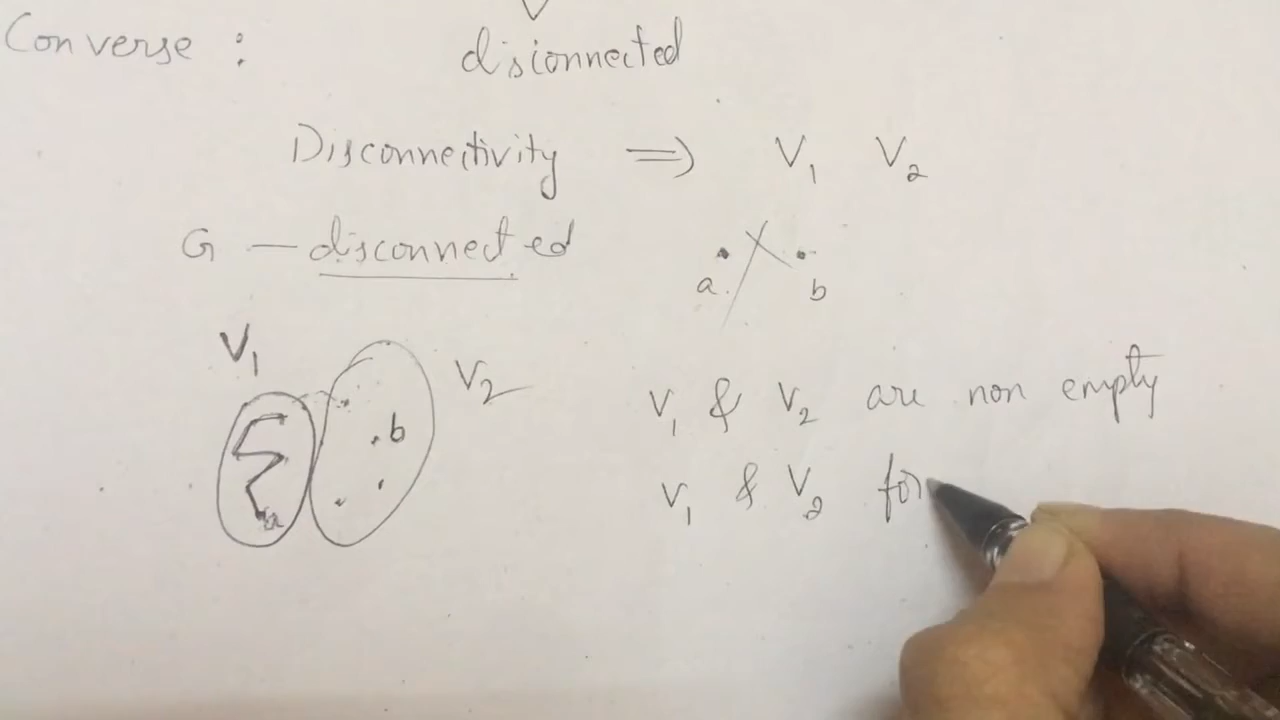 Converse : disconnected
Disconnectivity ⇒ V₁ V₂
G — disconnected
a b
V₁ V₂
V₁ & V₂ are non empty
b
V₁ & V₂ for
a